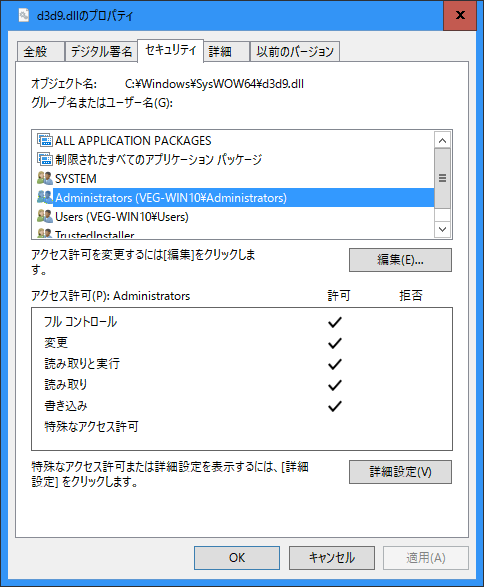 d3d9.dllのプロパティ
全般 デジタル署名 セキュリティ 詳細 以前のバージョン
オブジェクト名: C:¥Windows¥SysWOW64¥d3d9.dll
グループ名またはユーザー名(G):
ALL APPLICATION PACKAGES
制限されたすべてのアプリケーション パッケージ
SYSTEM
Administrators (VEG-WIN10¥Administrators)
Users (VEG-WIN10¥Users)
TrustedInstaller
アクセス許可を変更するには[編集]をクリックしま
す。
編集(E)...
アクセス許可(P): Administrators 許可 拒否
フル コントロール
変更
読み取りと実行
読み取り
書き込み
特殊なアクセス許可
特殊なアクセス許可または詳細設定を表示するには、[詳細
設定] をクリックします。
詳細設定(V)
OK キャンセル 適用(A)